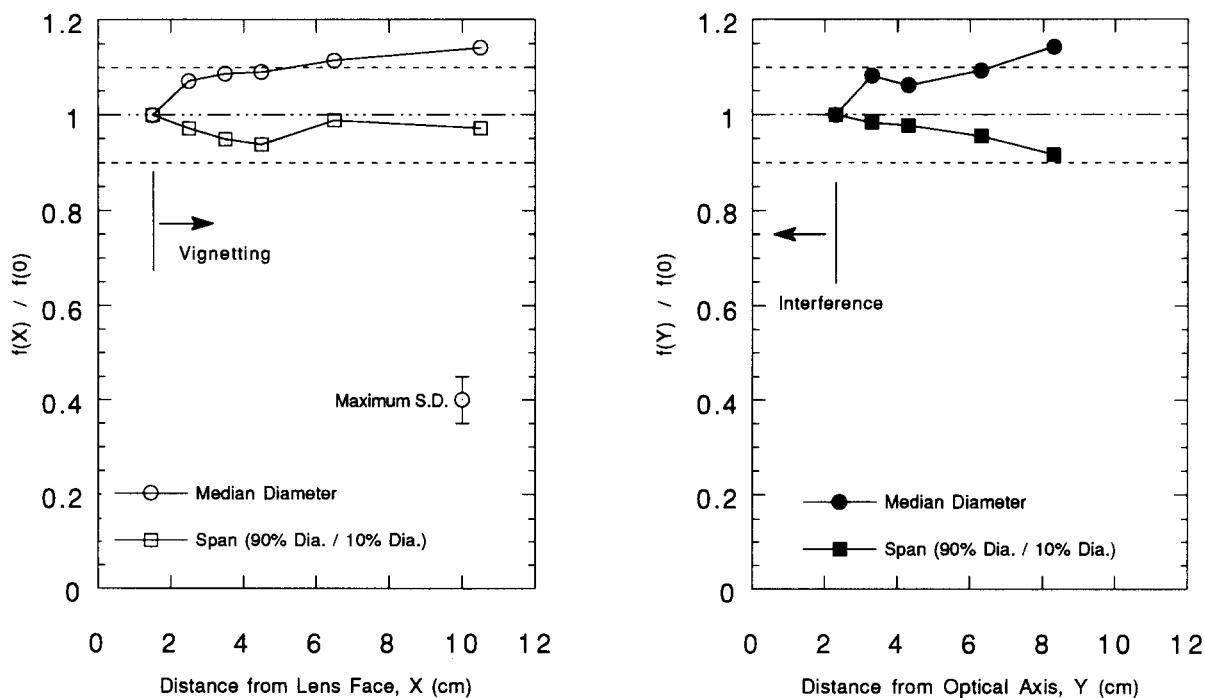 1.2
1
0.8
0.6
0.4
0.2
0
f(X) / f(0)
Vignetting
Maximum S.D.
Median Diameter
Span (90% Dia. / 10% Dia.)
0 2 4 6 8 10 12
Distance from Lens Face, X (cm)
1.2
1
0.8
0.6
0.4
0.2
0
f(Y) / f(0)
Interference
Median Diameter
Span (90% Dia. / 10% Dia.)
0 2 4 6 8 10 12
Distance from Optical Axis, Y (cm)